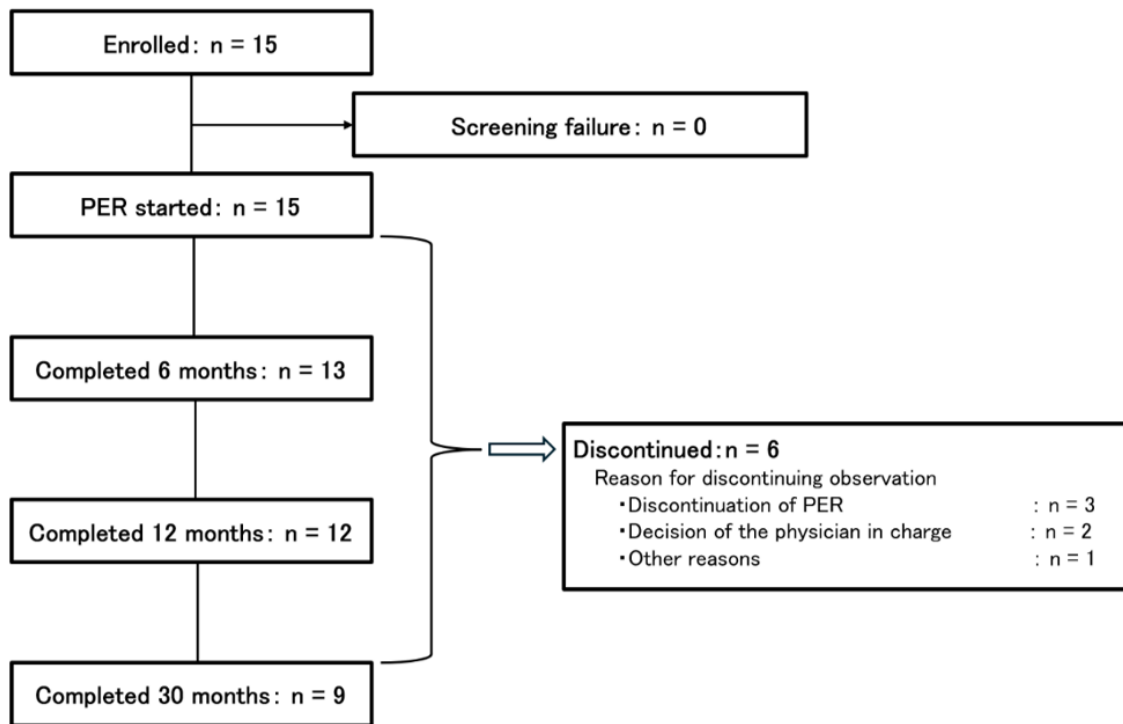 Enrolled: n = 15
Screening failure: n = 0
PER started: n = 15
Completed 6 months: n = 13
Completed 12 months: n = 12
Completed 30 months: n = 9
Discontinued:n = 6
Reason for discontinuing observation
・Discontinuation of PER : n = 3
・Decision of the physician in charge : n = 2
・Other reasons : n = 1